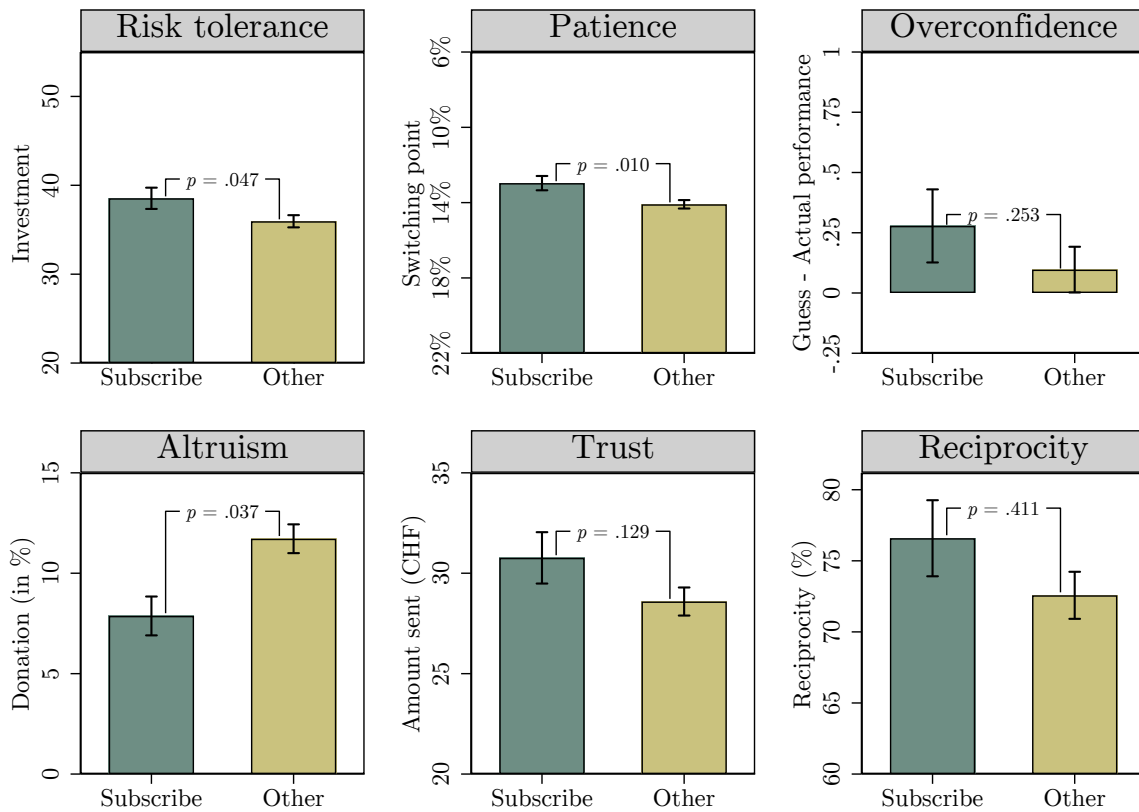 Risk tolerance
Investment
50
40
30
20
p = .047
Subscribe
Other
Patience
Switching point
6%
10%
14%
18%
22%
p = .010
Subscribe
Other
Overconfidence
Guess - Actual performance
1
.75
.5
.25
0
-.25
p = .253
Subscribe
Other
Altruism
Donation (in %)
15
10
5
0
p = .037
Subscribe
Other
Trust
Amount sent (CHF)
35
30
25
20
p = .129
Subscribe
Other
Reciprocity
Reciprocity (%)
80
75
70
65
60
p = .411
Subscribe
Other